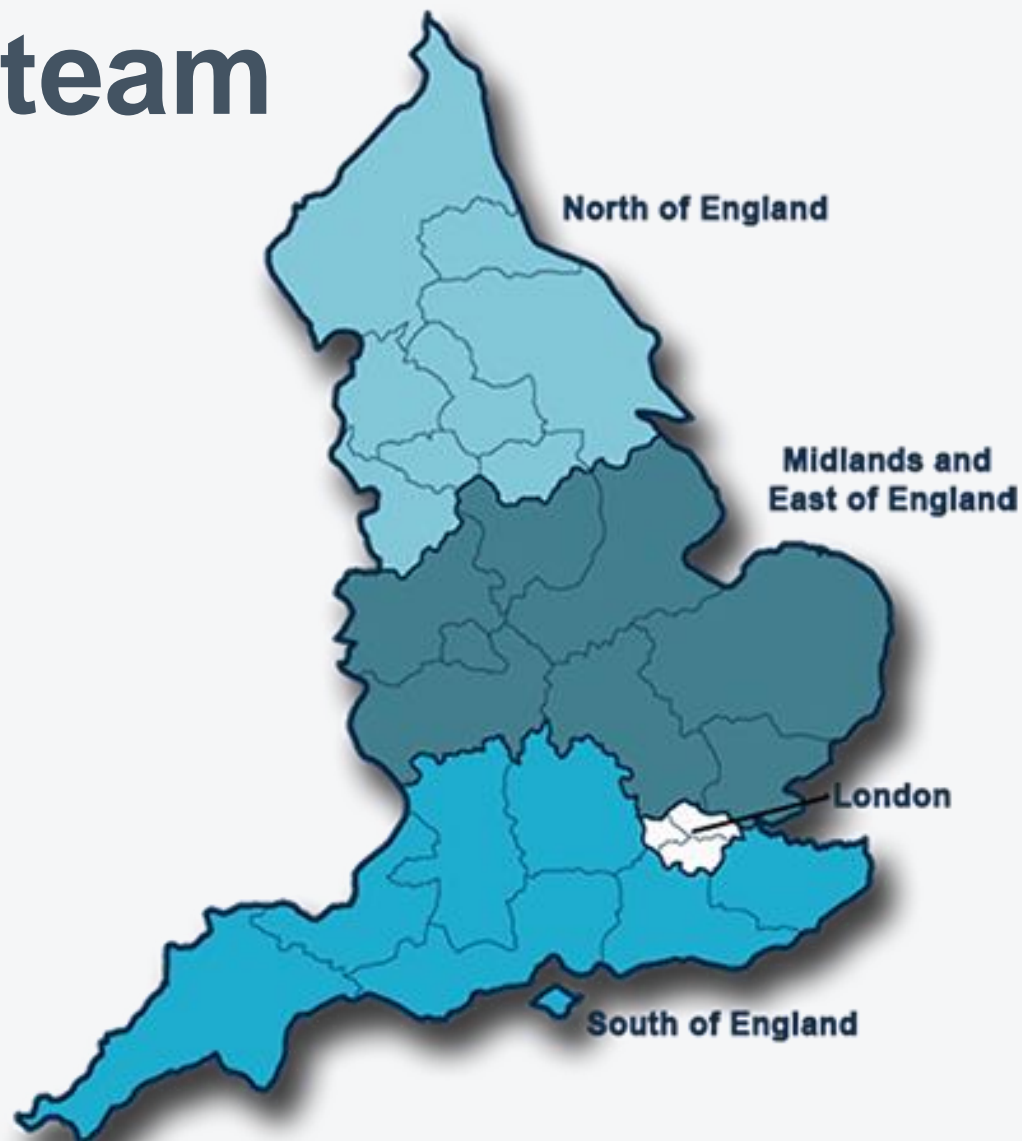 team
North of England
Midlands and
East of England
London
South of England